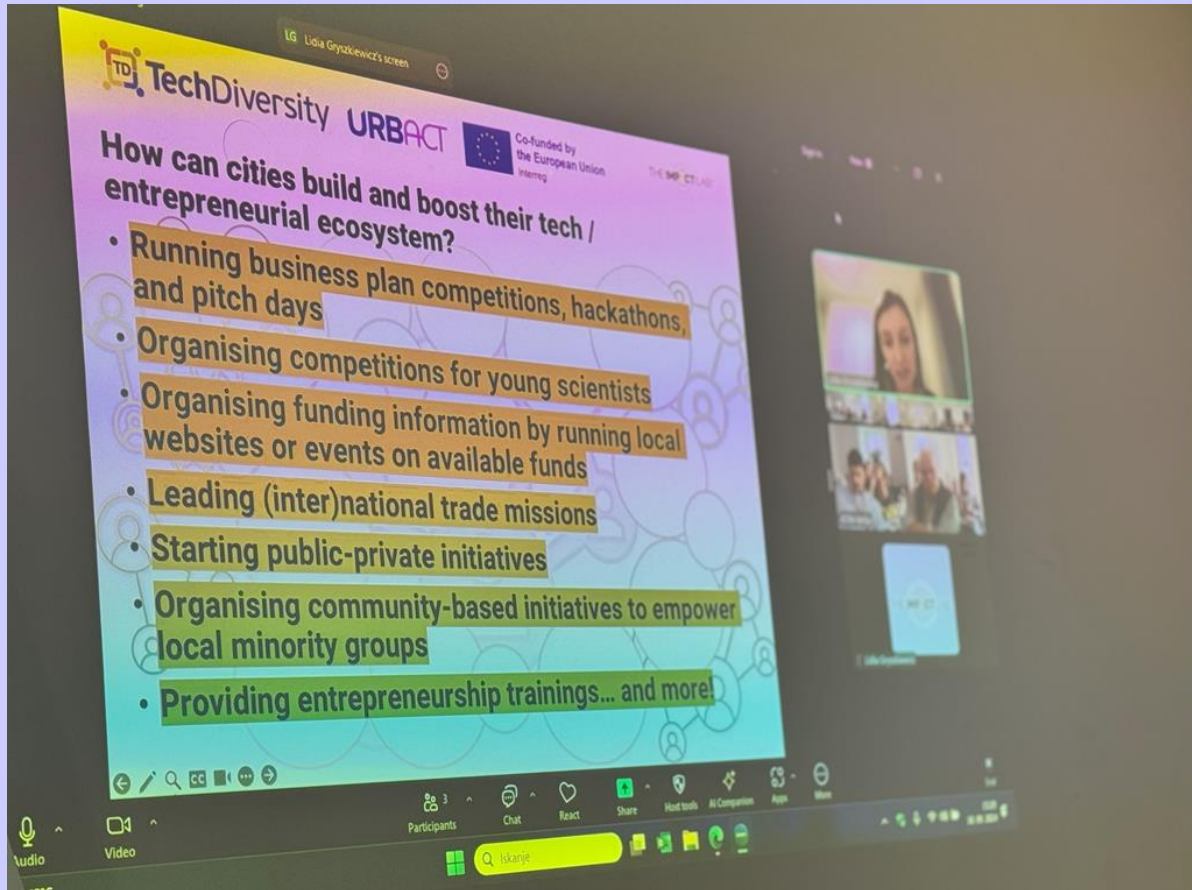 LG Lidia Gryszkiewicz's screen
TD TechDiversity URBACT
Co-funded by
the European Union
Interreg
How can cities build and boost their tech /
entrepreneurial ecosystem?
• Running business plan competitions, hackathons,
and pitch days
• Organising competitions for young scientists
• Organising funding information by running local
websites or events on available funds
• Leading (inter)national trade missions
• Starting public-private initiatives
• Organising community-based initiatives to empower
local minority groups
• Providing entrepreneurship trainings... and more!
CC
3
Audio
Video
Participants
Chat
React
Share
Host tools
AI Companion
Apps
More
Iskanje